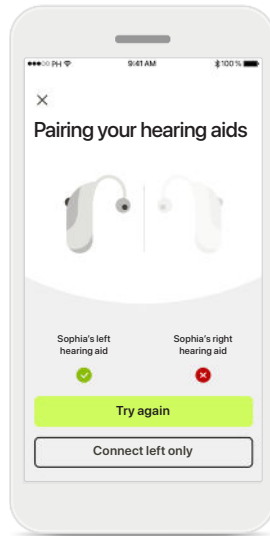 PH 9:41 AM 100%
Pairing your hearing aids
Sophia's left
hearing aid
Sophia's right
hearing aid
Try again
Connect left only